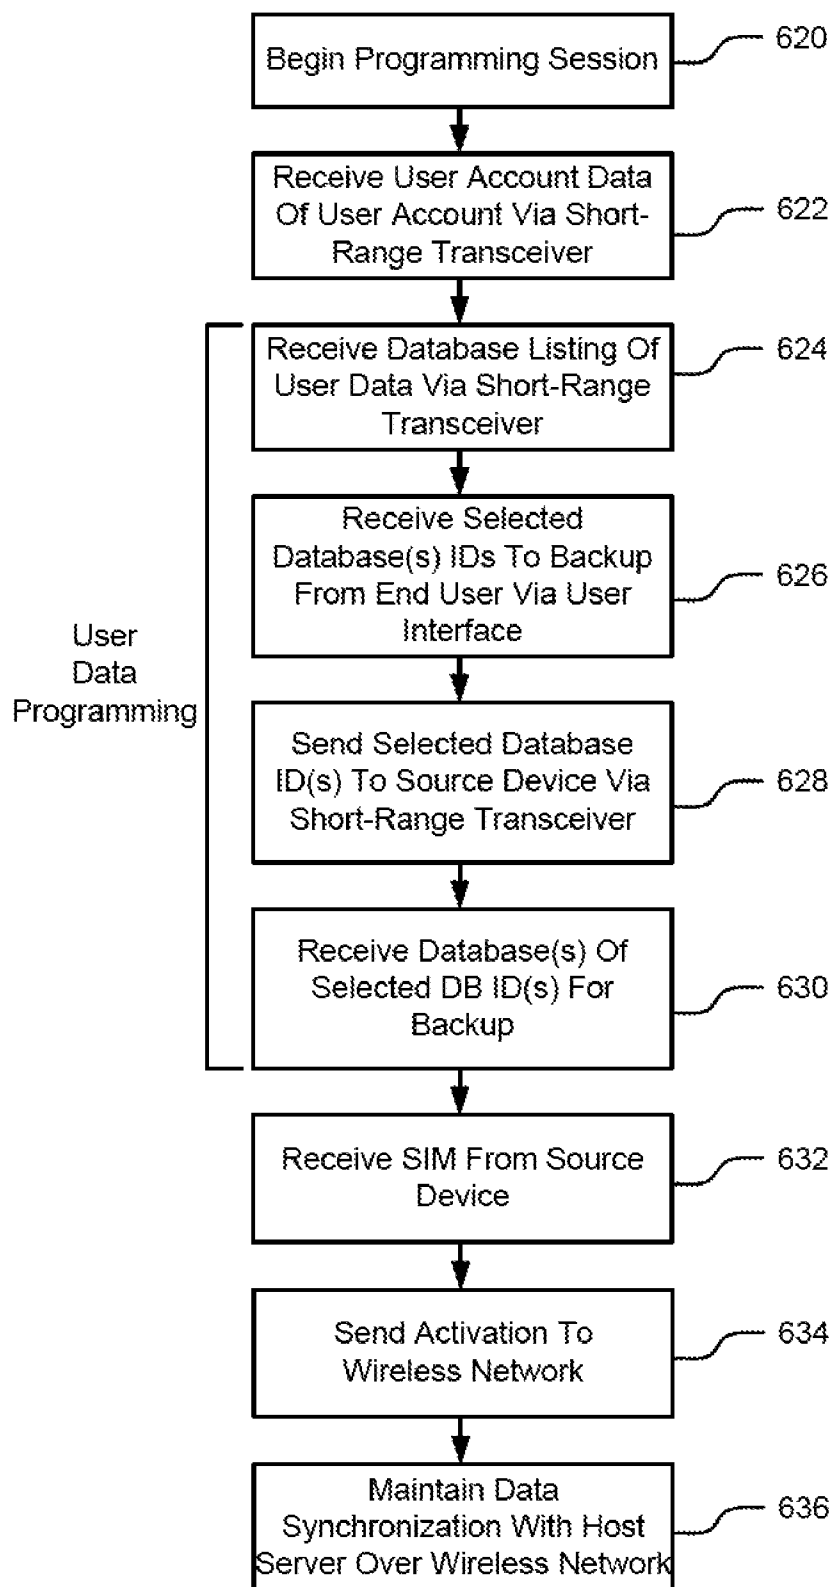 Begin Programming Session
620
Receive User Account Data
Of User Account Via Short-
Range Transceiver
622
Receive Database Listing Of
User Data Via Short-Range
Transceiver
624
Receive Selected
Database(s) IDs To Backup
From End User Via User
Interface
626
User
Data
Programming
Send Selected Database
ID(s) To Source Device Via
Short-Range Transceiver
628
Receive Database(s) Of
Selected DB ID(s) For
Backup
630
Receive SIM From Source
Device
632
Send Activation To
Wireless Network
634
Maintain Data
Synchronization With Host
Server Over Wireless Network
636